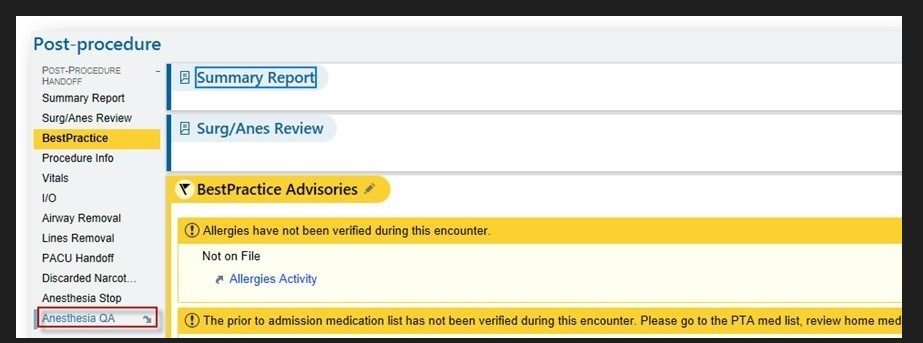 Post-procedure
POST-PROCEDURE
HANDOFF
Summary Report
Surg/Anes Review
BestPractice
Procedure Info
Vitals
I/O
Airway Removal
Lines Removal
PACU Handoff
Discarded Narcot...
Anesthesia Stop
Anesthesia QA
Summary Report
Surg/Anes Review
BestPractice Advisories
Allergies have not been verified during this encounter.
Not on File
Allergies Activity
The prior to admission medication list has not been verified during this encounter. Please go to the PTA med list, review home med